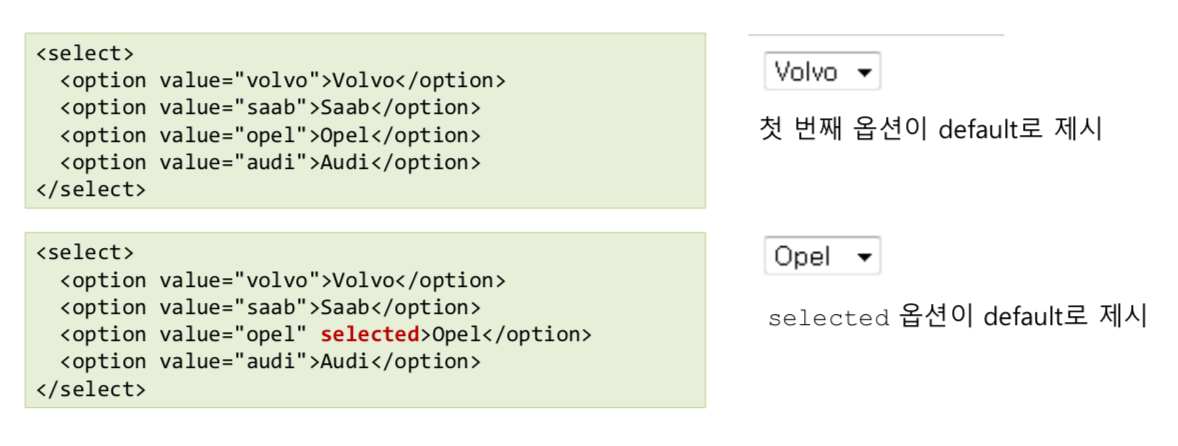 <select>
  <option value="volvo">Volvo</option>
  <option value="saab">Saab</option>
  <option value="opel">Opel</option>
  <option value="audi">Audi</option>
</select>
Volvo
첫 번째 옵션이 default로 제시
<select>
  <option value="volvo">Volvo</option>
  <option value="saab">Saab</option>
  <option value="opel" selected>Opel</option>
  <option value="audi">Audi</option>
</select>
Opel
selected 옵션이 default로 제시